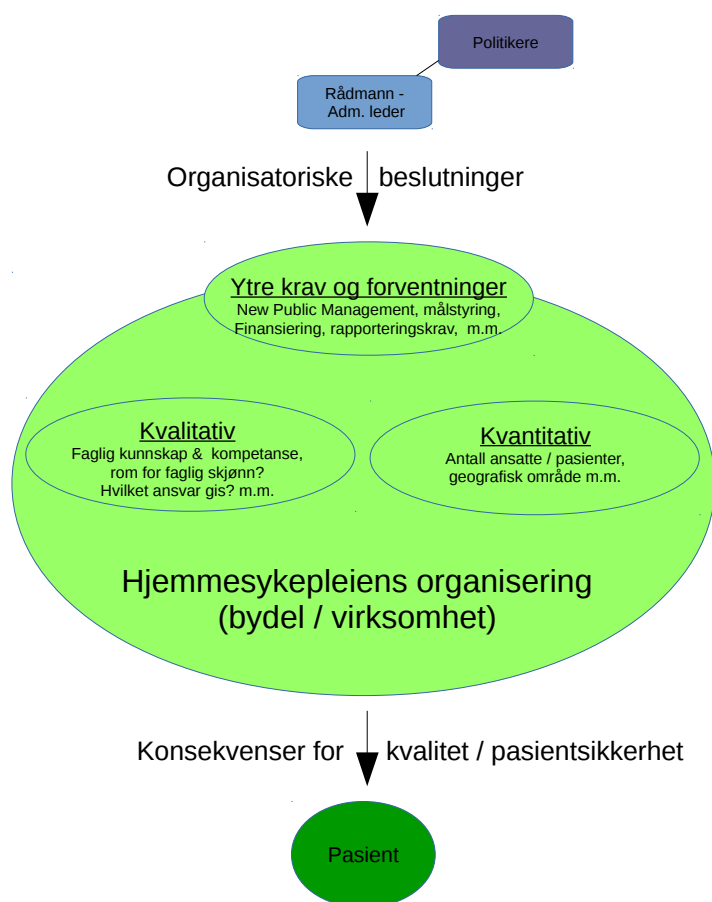 Politikere
Rådmann -
Adm. leder
Organisatoriske beslutninger
Ytre krav og forventninger
New Public Management, målstyring,
Finansiering, rapporteringskrav, m.m.
Kvalitativ
Faglig kunnskap & kompetanse,
rom for faglig skjønn?
Hvilket ansvar gis? m.m.
Kvantitativ
Antall ansatte / pasienter,
geografisk område m.m.
Hjemmesykepleiens organisering
(bydel / virksomhet)
Konsekvenser for kvalitet / pasientsikkerhet
Pasient